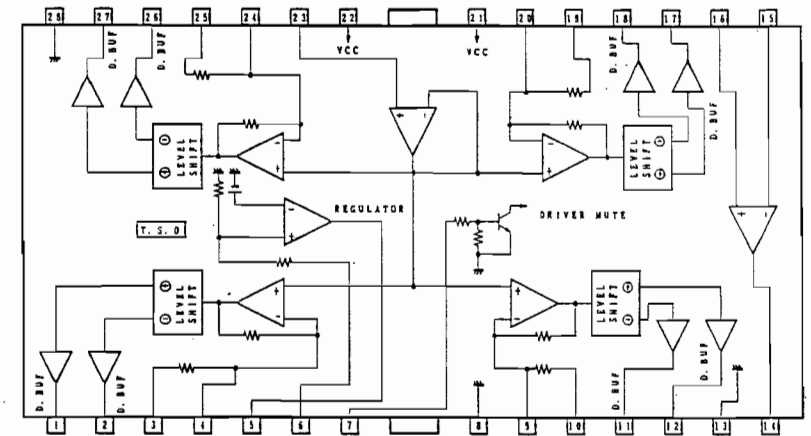 28 27 26 25 24 23 22 21 20 19 18 17 16 15
D. BUF
D. BUF
VCC
VCC
D. BUF
D. BUF
+ -
- +
LEVEL SHIFT
- +
- +
LEVEL SHIFT
- +
T. S. D
- +
REGULATOR
DRIVER MUTE
+ -
+ -
LEVEL SHIFT
+ -
+ -
LEVEL SHIFT
+ -
D. BUF
D. BUF
D. BUF
D. BUF
1 2 3 4 5 6 7 8 9 10 11 12 13 14